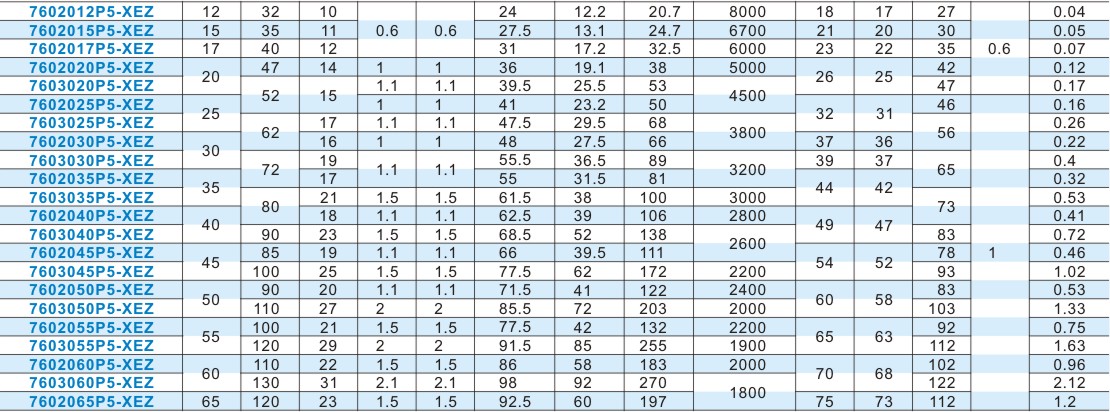 7602012P5-XEZ 12 32 10 24 12.2 20.7 8000 18 17 27 0.04
7602015P5-XEZ 15 35 11 0.6 0.6 27.5 13.1 24.7 6700 21 20 30 0.05
7602017P5-XEZ 17 40 12 31 17.2 32.5 6000 23 22 35 0.6 0.07
7602020P5-XEZ 20 47 14 1 1 36 19.1 38 5000 26 25 42 0.12
7603020P5-XEZ 52 15 1.1 1.1 39.5 25.5 53 4500 47 0.17
7602025P5-XEZ 25 1 1 41 23.2 50 32 31 46 0.16
7603025P5-XEZ 62 17 1.1 1.1 47.5 29.5 68 3800 56 0.26
7602030P5-XEZ 30 16 1 1 48 27.5 66 37 36 0.22
7603030P5-XEZ 72 19 1.1 1.1 55.5 36.5 89 3200 39 37 65 0.4
7602035P5-XEZ 35 17 55 31.5 81 44 42 0.32
7603035P5-XEZ 80 21 1.5 1.5 61.5 38 100 3000 73 0.53
7602040P5-XEZ 40 18 1.1 1.1 62.5 39 106 2800 49 47 0.41
7603040P5-XEZ 90 23 1.5 1.5 68.5 52 138 2600 83 0.72
7602045P5-XEZ 45 85 19 1.1 1.1 66 39.5 111 54 52 78 1 0.46
7603045P5-XEZ 100 25 1.5 1.5 77.5 62 172 2200 93 1.02
7602050P5-XEZ 50 90 20 1.1 1.1 71.5 41 122 2400 60 58 83 0.53
7603050P5-XEZ 110 27 2 2 85.5 72 203 2000 103 1.33
7602055P5-XEZ 55 100 21 1.5 1.5 77.5 42 132 2200 65 63 92 0.75
7603055P5-XEZ 120 29 2 2 91.5 85 255 1900 112 1.63
7602060P5-XEZ 60 110 22 1.5 1.5 86 58 183 2000 70 68 102 0.96
7603060P5-XEZ 130 31 2.1 2.1 98 92 270 1800 122 2.12
7602065P5-XEZ 65 120 23 1.5 1.5 92.5 60 197 75 73 112 1.2